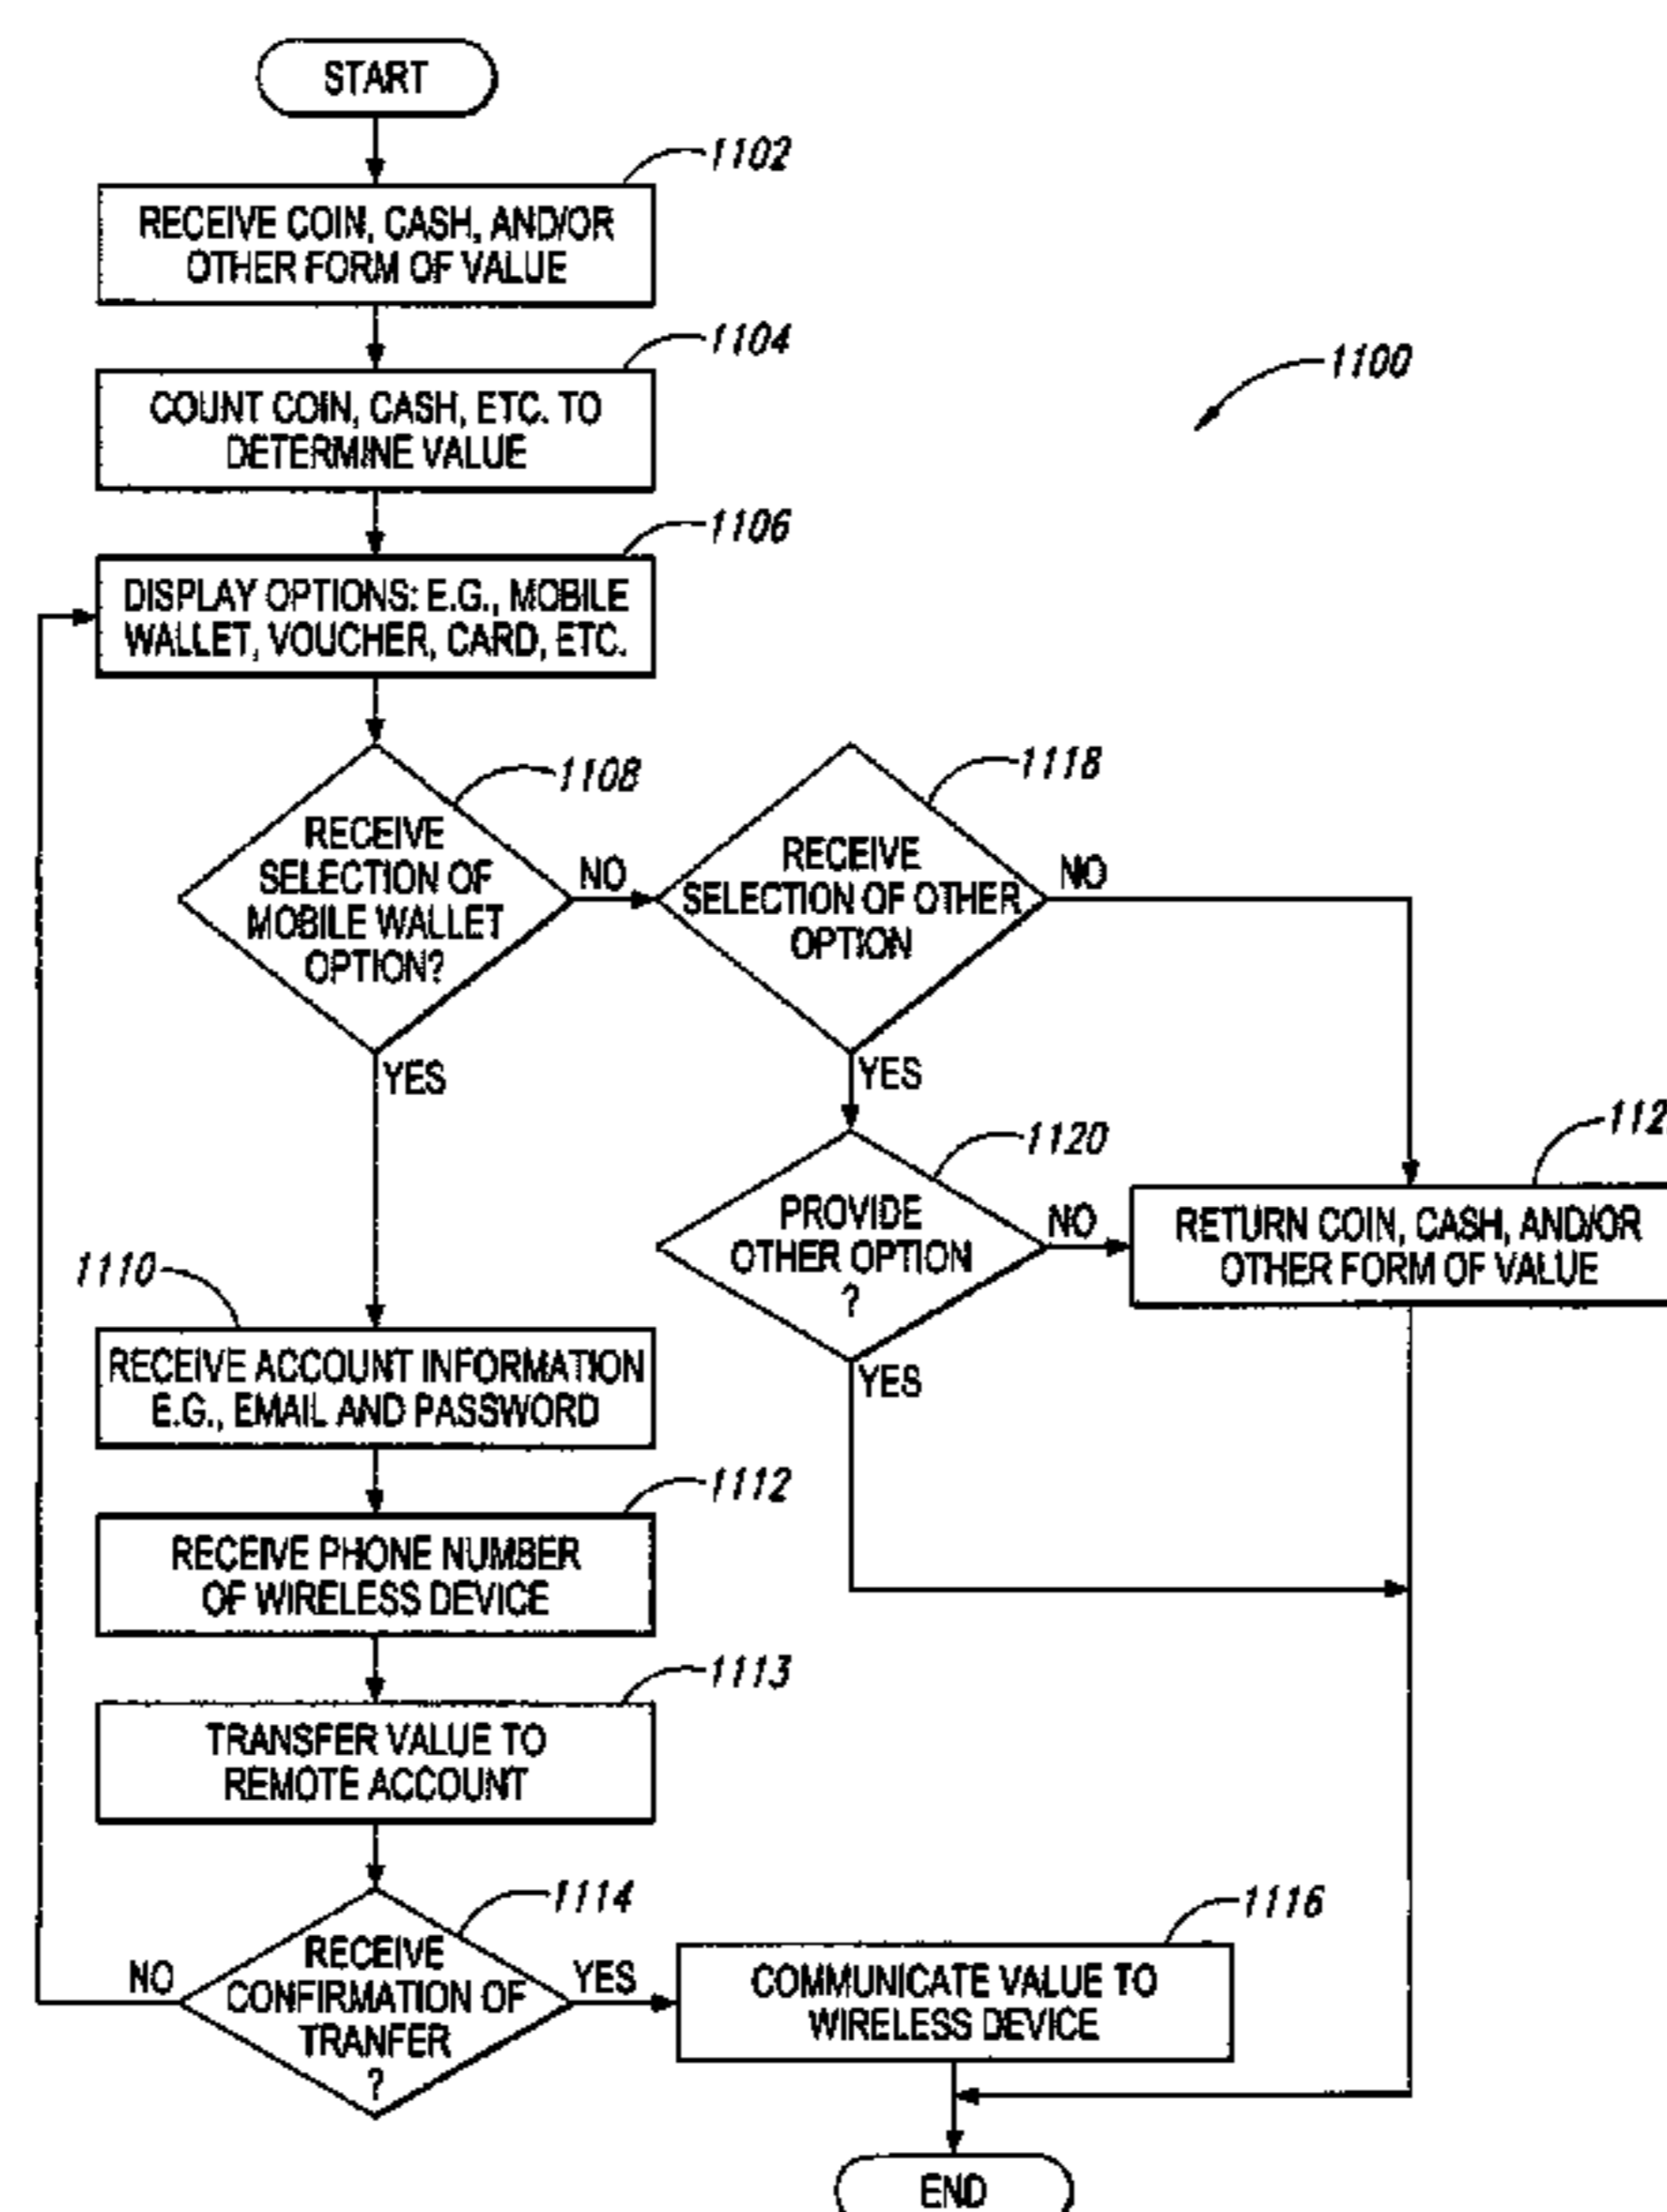 START
1102
RECEIVE COIN, CASH, AND/OR
OTHER FORM OF VALUE
1104
COUNT COIN, CASH, ETC. TO
DETERMINE VALUE
1100
1106
DISPLAY OPTIONS: E.G., MOBILE
WALLET, VOUCHER, CARD, ETC.
1108
RECEIVE
SELECTION OF
MOBILE WALLET
OPTION?
NO
YES
1118
RECEIVE
SELECTION OF OTHER
OPTION
NO
YES
1120
PROVIDE
OTHER OPTION
?
NO
YES
RETURN COIN, CASH, AND/OR
OTHER FORM OF VALUE
1110
RECEIVE ACCOUNT INFORMATION
E.G., EMAIL AND PASSWORD
1112
RECEIVE PHONE NUMBER
OF WIRELESS DEVICE
1113
TRANSFER VALUE TO
REMOTE ACCOUNT
1114
RECEIVE
CONFIRMATION OF
TRANFER
?
NO
YES
1116
COMMUNICATE VALUE TO
WIRELESS DEVICE
END